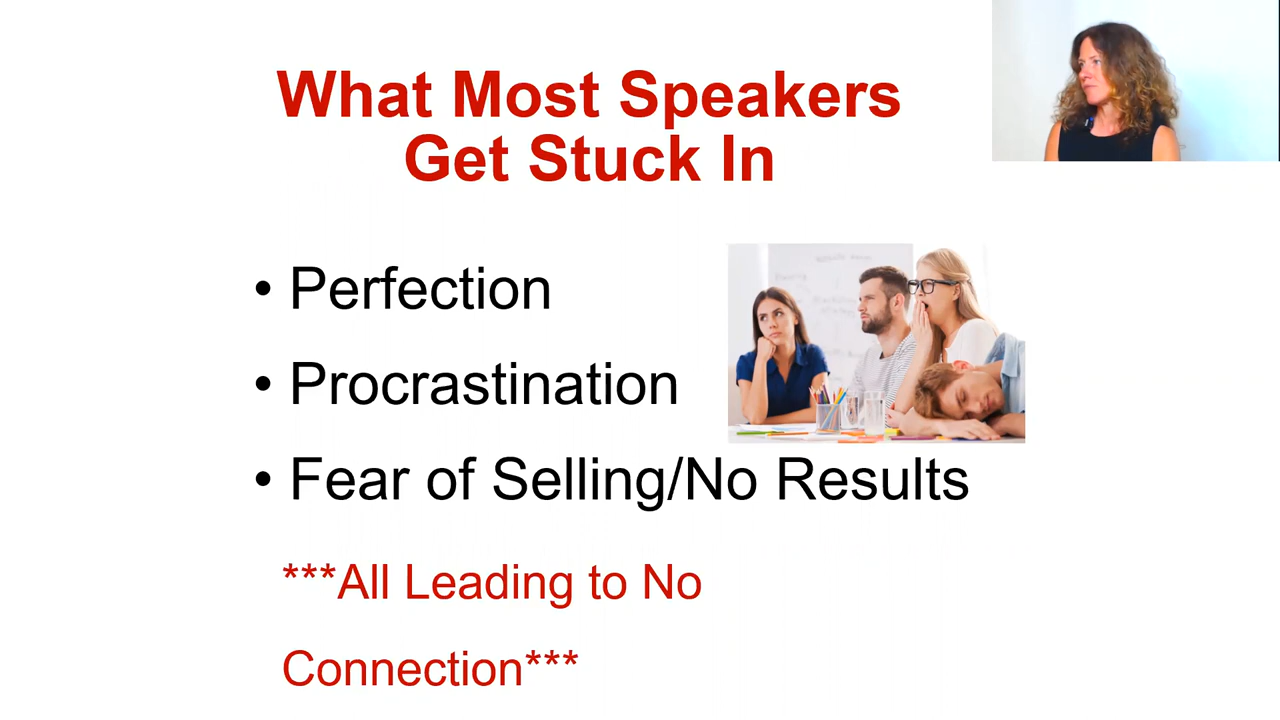 What Most Speakers
Get Stuck In
• Perfection
• Procrastination
• Fear of Selling/No Results
***All Leading to No
Connection***